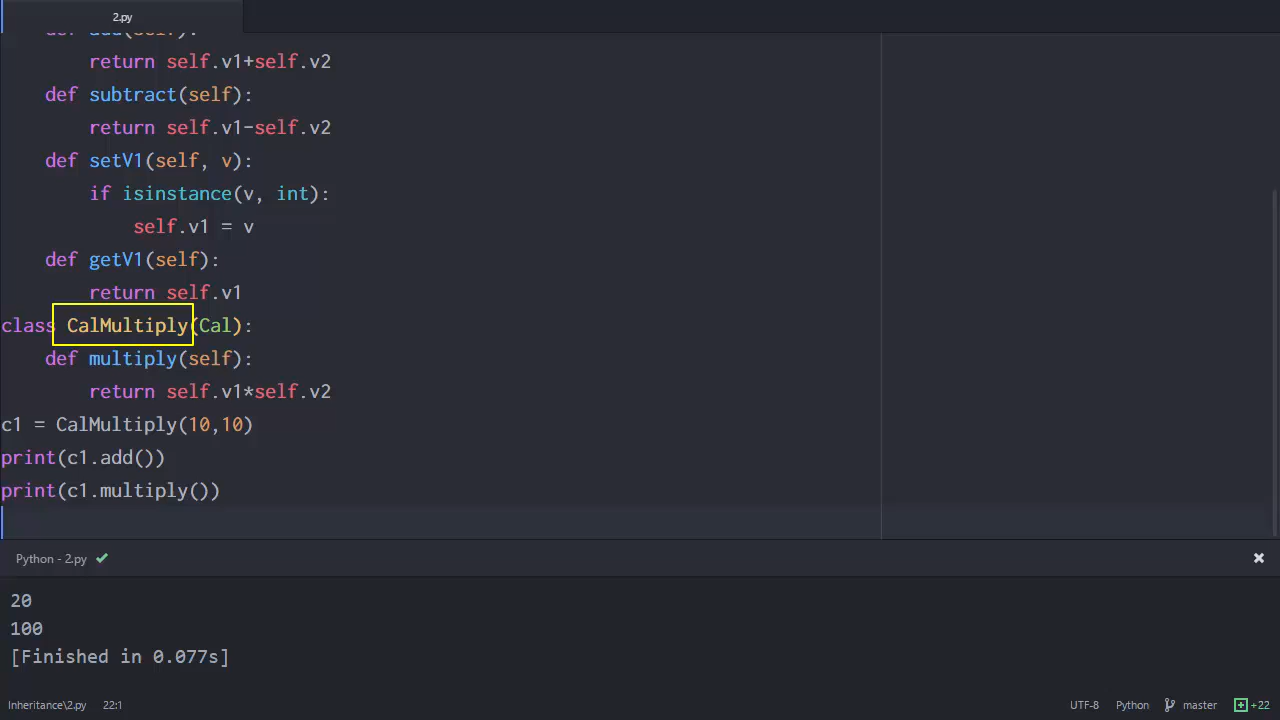 2.py
def add(self):
return self.v1+self.v2
def subtract(self):
return self.v1-self.v2
def setV1(self, v):
if isinstance(v, int):
self.v1 = v
def getV1(self):
return self.v1
class CalMultiply(Cal):
def multiply(self):
return self.v1*self.v2
c1 = CalMultiply(10,10)
print(c1.add())
print(c1.multiply())
Python - 2.py
20
100
[Finished in 0.077s]
Inheritance\2.py 22:1 UTF-8 Python master +22